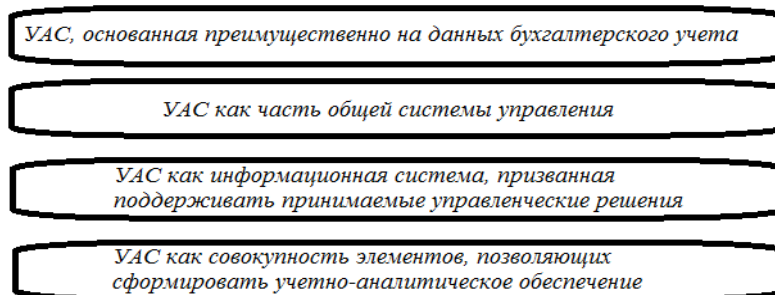 УАС, основанная преимущественно на данных бухгалтерского учета
УАС как часть общей системы управления
УАС как информационная система, призванная
поддерживать принимаемые управленческие решения
УАС как совокупность элементов, позволяющих
сформировать учетно-аналитическое обеспечение